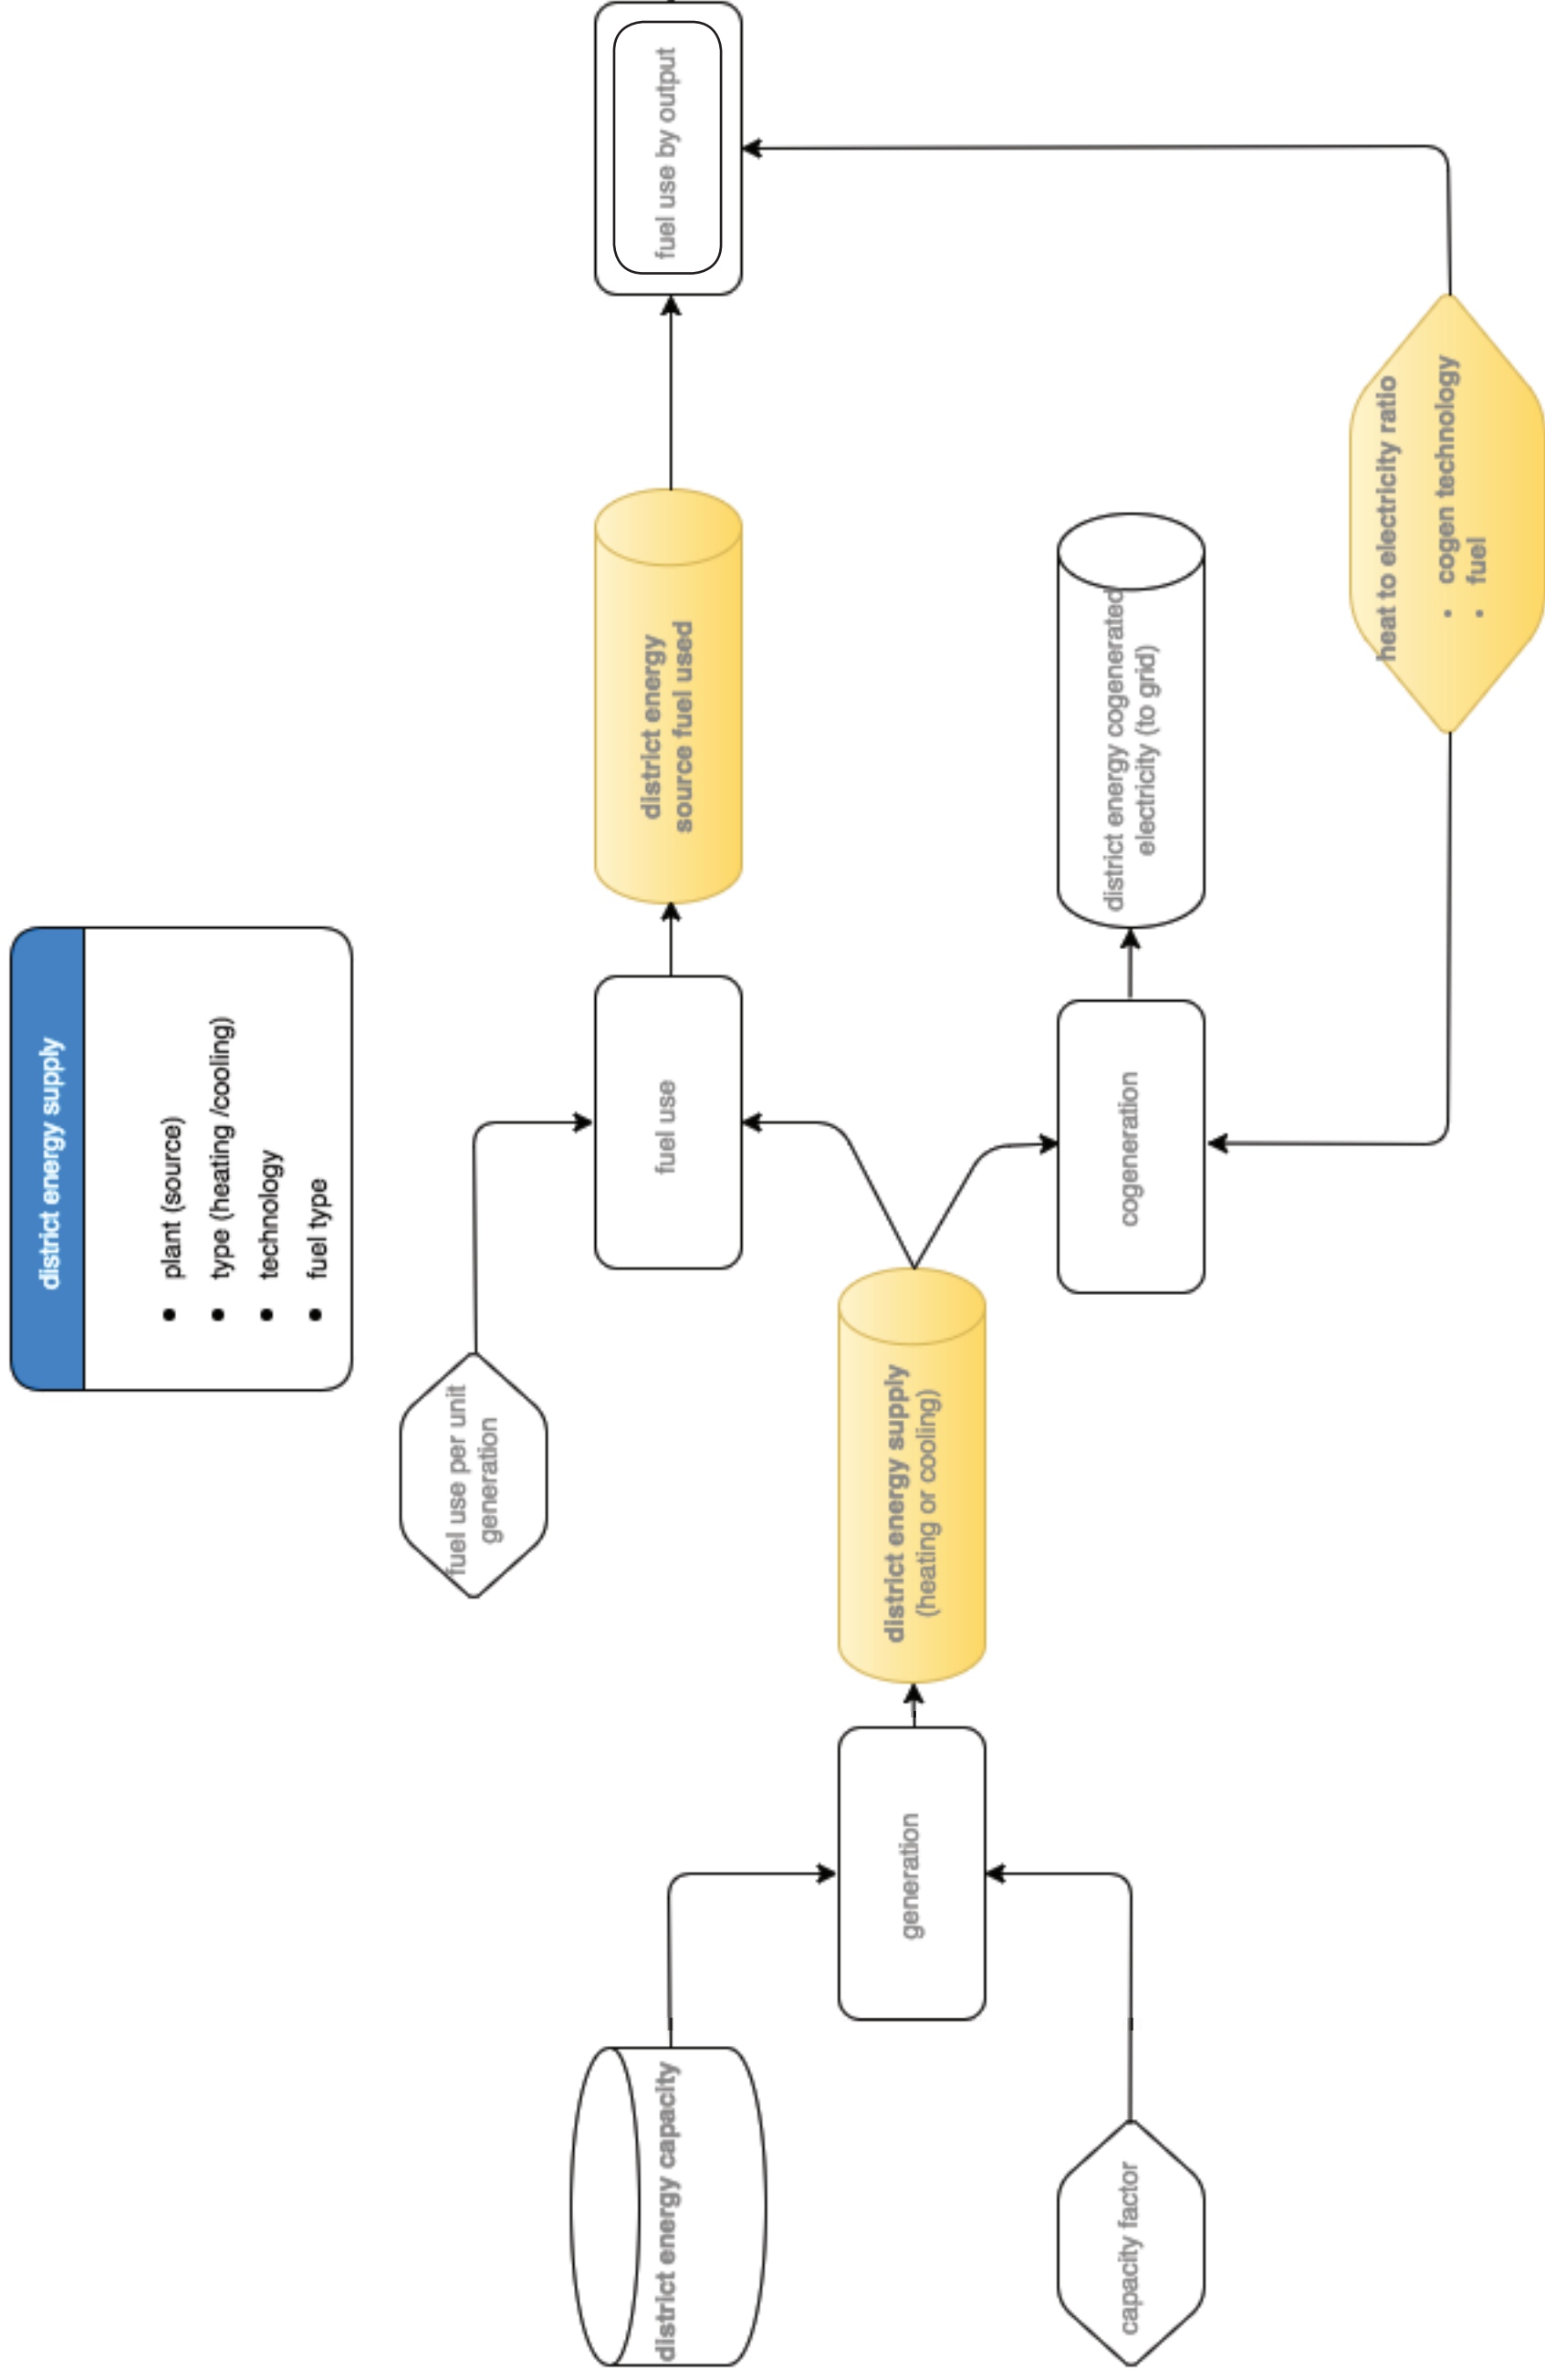 district energy supply
● plant (source)
● type (heating /cooling)
● technology
● fuel type
fuel use per unit
generation
district energy capacity
fuel use
district energy
source fuel used
fuel use by output
generation
district energy supply
(heating or cooling)
capacity factor
cogeneration
district energy cogenerated
electricity (to grid)
heat to electricity ratio
• cogen technology
• fuel